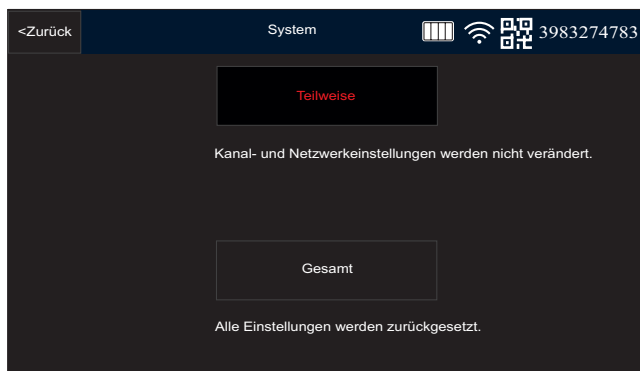 <Zurück System 3983274783
Teilweise
Kanal- und Netzwerkeinstellungen werden nicht verändert.
Gesamt
Alle Einstellungen werden zurückgesetzt.